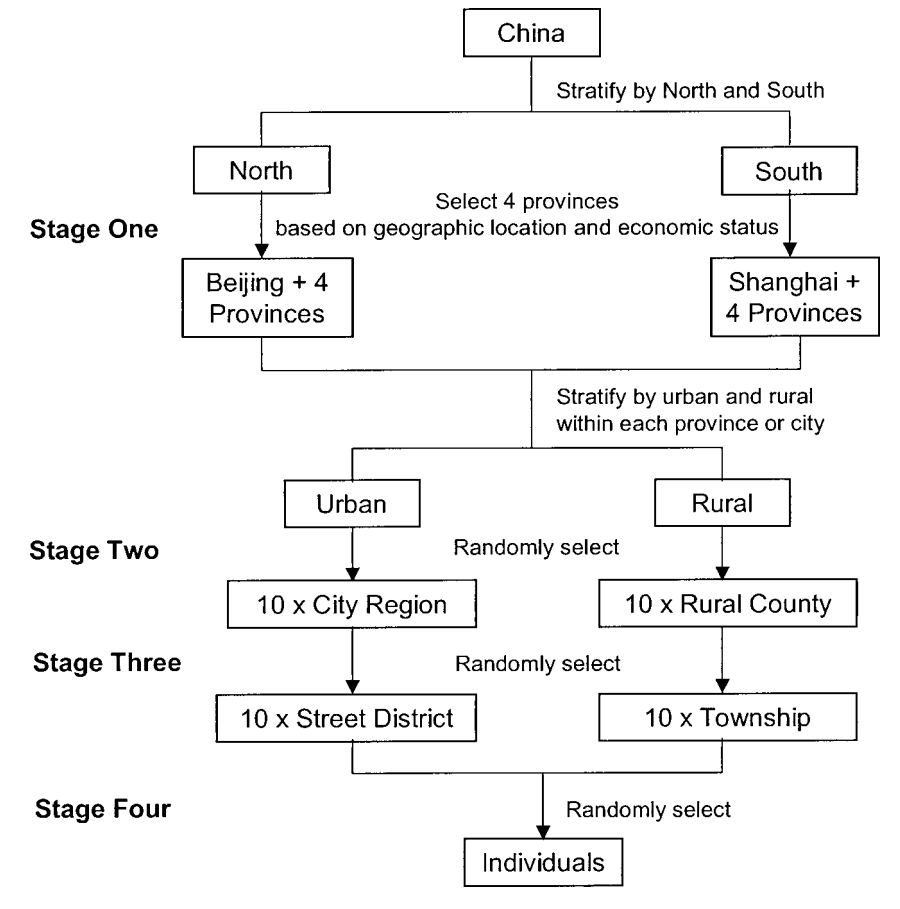 China
Stratify by North and South
North
South
Select 4 provinces
based on geographic location and economic status
Stage One
Beijing + 4
Provinces
Shanghai +
4 Provinces
Stratify by urban and rural
within each province or city
Urban
Rural
Stage Two
Randomly select
10 x City Region
10 x Rural County
Stage Three
Randomly select
10 x Street District
10 x Township
Stage Four
Randomly select
Individuals